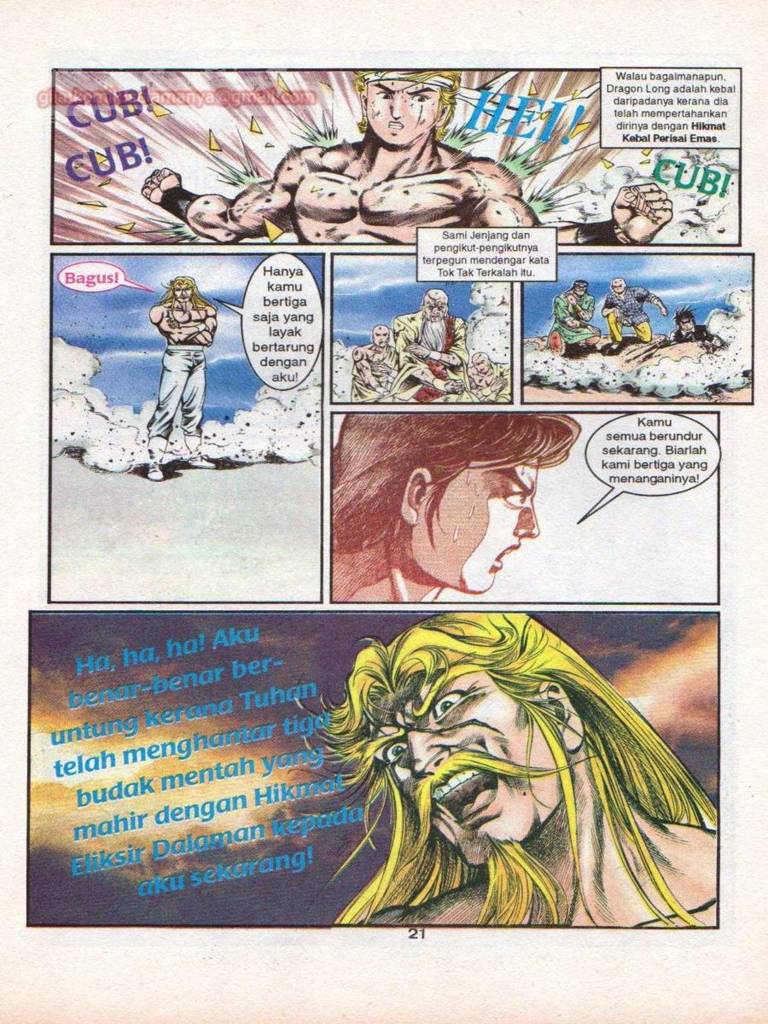 CUB!
CUB!
HEI!
CUB!
Walau bagaimanapun,
Dragon Long adalah kebal
daripadanya kerana dia
telah mempertahankan
dirinya dengan Hikmat
Kebal Perisai Emas.
Bagus!
Hanya
kamu
bertiga
saja yang
layak
bertarung
dengan
aku!
Sami Jenjang dan
pengikut-pengikutnya
terpegun mendengar kata
Tok Tak Terkalah itu.
Kamu
semua berundur
sekarang. Biarlah
kami bertiga yang
menanganinya!
Ha, ha, ha! Aku
benar-benar ber-
untung kerana Tuhan
telah menghantar tiga
budak mentah yang
mahir dengan Hikmat
Eliksir Dalaman kepada
aku sekarang!
21